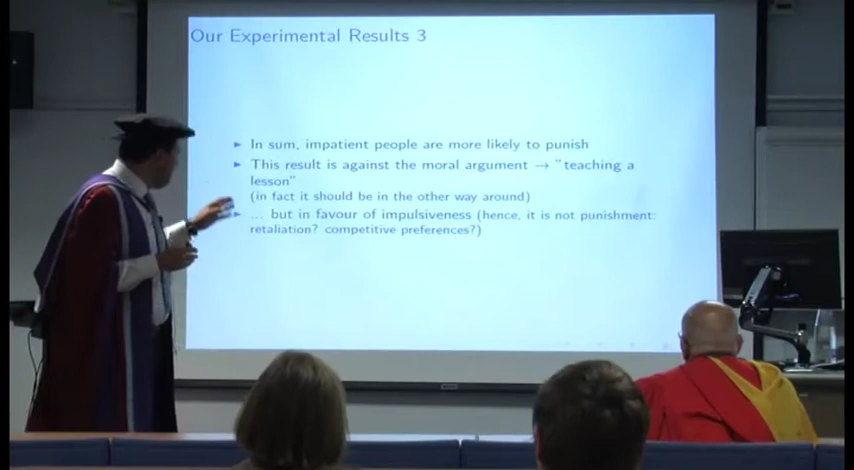 Our Experimental Results 3
► In sum, impatient people are more likely to punish
► This result is against the moral argument → "teaching a
lesson"
(in fact it should be in the other way around)
► ... but in favour of impulsiveness (hence, it is not punishment:
retaliation? competitive preferences?)